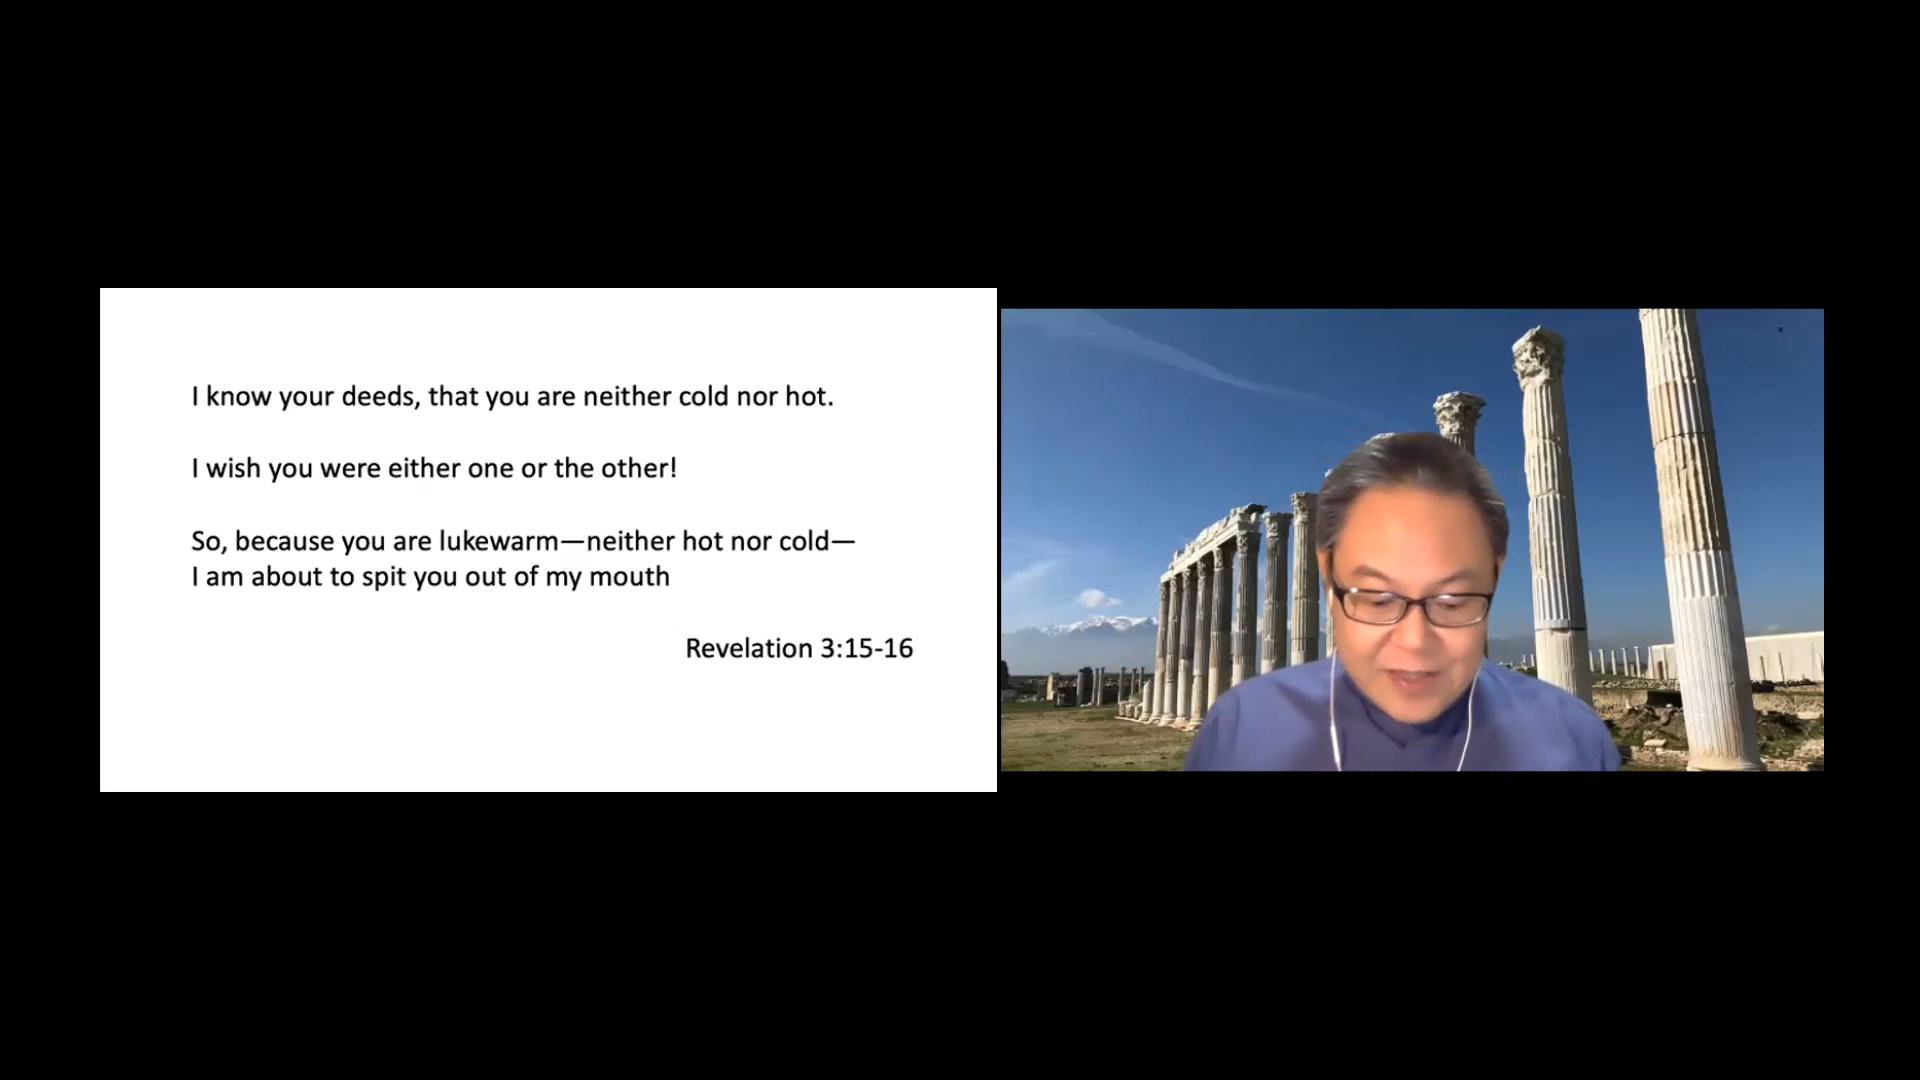 I know your deeds, that you are neither cold nor hot.
I wish you were either one or the other!
So, because you are lukewarm—neither hot nor cold—
I am about to spit you out of my mouth
Revelation 3:15-16